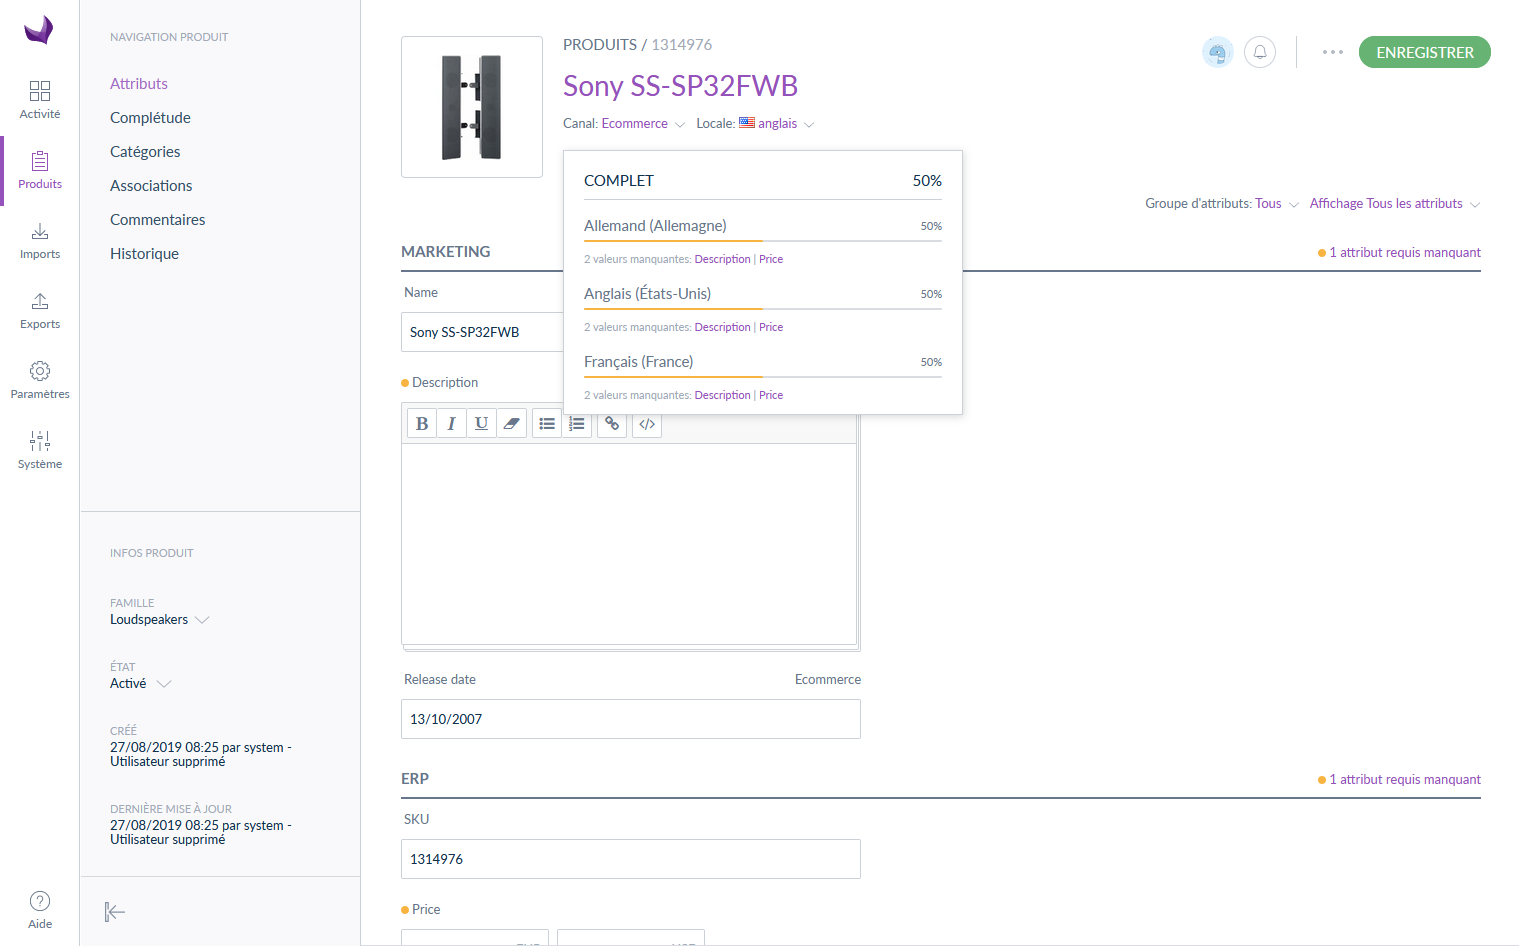 Activité
Produits
Imports
Exports
Paramètres
Système
Aide
NAVIGATION PRODUIT
Attributs
Complétude
Catégories
Associations
Commentaires
Historique
INFOS PRODUIT
FAMILLE
Loudspeakers
ÉTAT
Activé
CRÉÉ
27/08/2019 08:25 par system -
Utilisateur supprimé
DERNIÈRE MISE À JOUR
27/08/2019 08:25 par system -
Utilisateur supprimé
PRODUITS / 1314976
ENREGISTRER
Sony SS-SP32FWB
Canal: Ecommerce Locale: anglais
COMPLET 50%
Allemand (Allemagne) 50%
2 valeurs manquantes: Description | Price
Anglais (États-Unis) 50%
2 valeurs manquantes: Description | Price
Français (France) 50%
2 valeurs manquantes: Description | Price
Groupe d'attributs: Tous Affichage Tous les attributs
MARKETING 1 attribut requis manquant
Name
Sony SS-SP32FWB
Description
B I U
Release date Ecommerce
13/10/2007
ERP 1 attribut requis manquant
SKU
1314976
Price